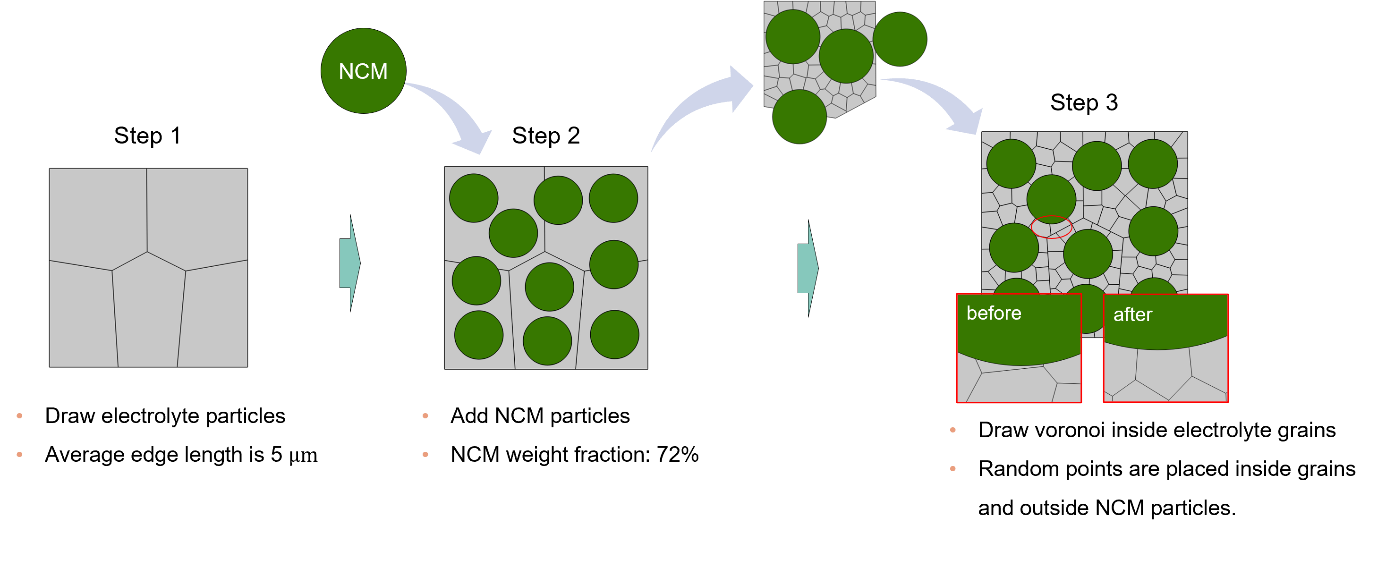 NCM
Step 1
Step 2
Step 3
before
after
• Draw electrolyte particles
• Average edge length is 5 μm
• Add NCM particles
• NCM weight fraction: 72%
• Draw voronoi inside electrolyte grains
• Random points are placed inside grains
and outside NCM particles.